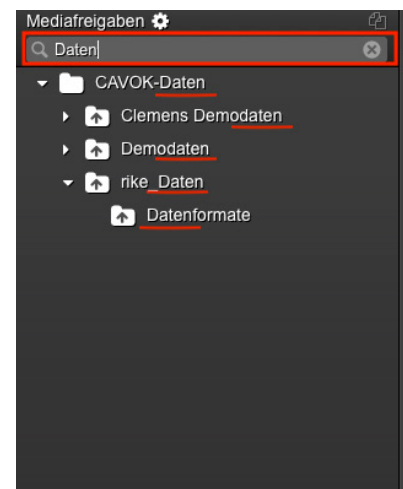 Mediafreigaben
Daten
CAVOK-Daten
Clemens Demodaten
Demodaten
rike_Daten
Datenformate